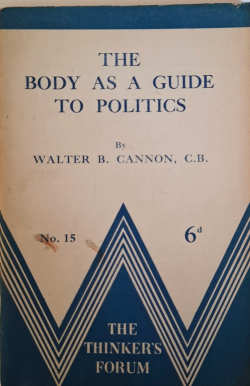 THE
BODY AS A GUIDE
TO POLITICS
By
WALTER B. CANNON, C.B.
No. 15
6d
THE
THINKER'S
FORUM